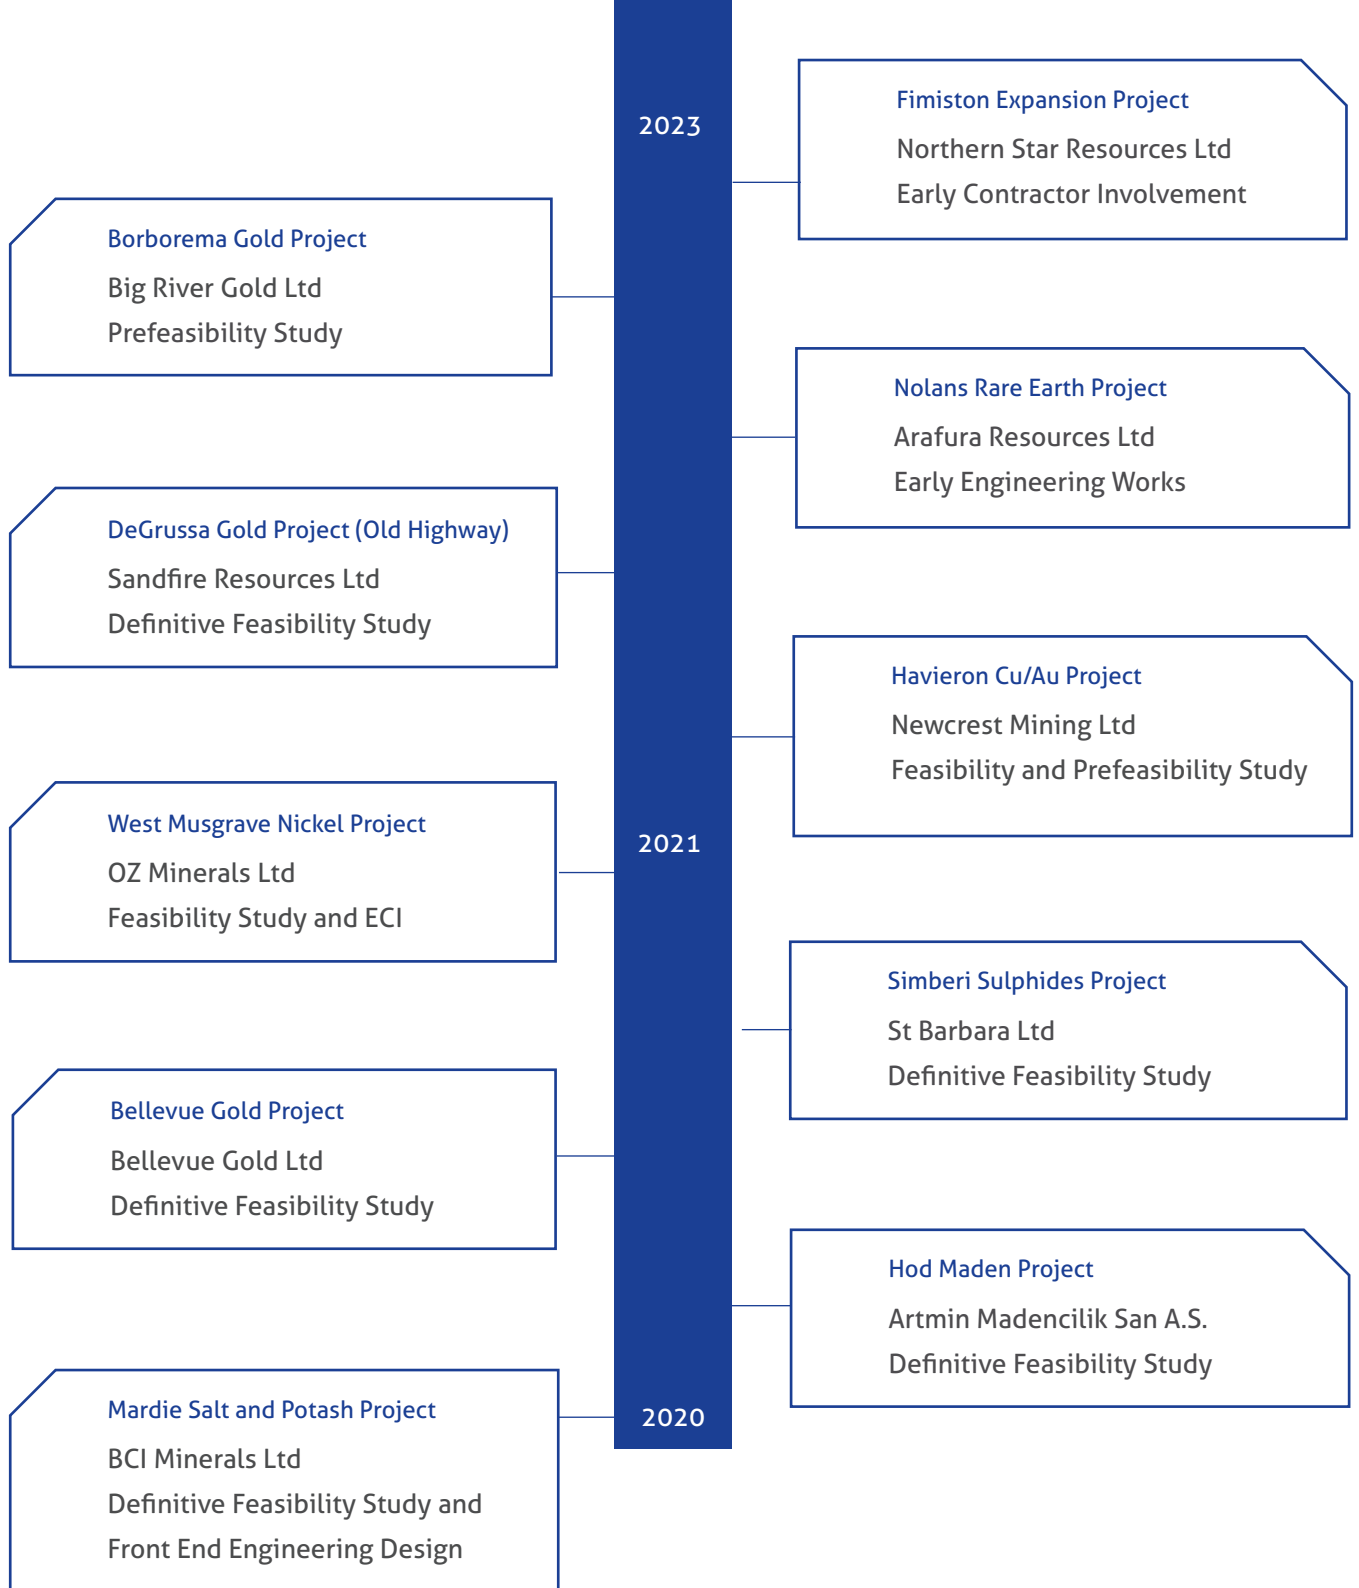 2023
Fimiston Expansion Project
Northern Star Resources Ltd
Early Contractor Involvement
Borborema Gold Project
Big River Gold Ltd
Prefeasibility Study
Nolans Rare Earth Project
Arafura Resources Ltd
Early Engineering Works
DeGrussa Gold Project (Old Highway)
Sandfire Resources Ltd
Definitive Feasibility Study
Havieron Cu/Au Project
Newcrest Mining Ltd
Feasibility and Prefeasibility Study
2021
West Musgrave Nickel Project
OZ Minerals Ltd
Feasibility Study and ECI
Simberi Sulphides Project
St Barbara Ltd
Definitive Feasibility Study
Bellevue Gold Project
Bellevue Gold Ltd
Definitive Feasibility Study
Hod Maden Project
Artmin Madencilik San A.S.
Definitive Feasibility Study
2020
Mardie Salt and Potash Project
BCI Minerals Ltd
Definitive Feasibility Study and
Front End Engineering Design